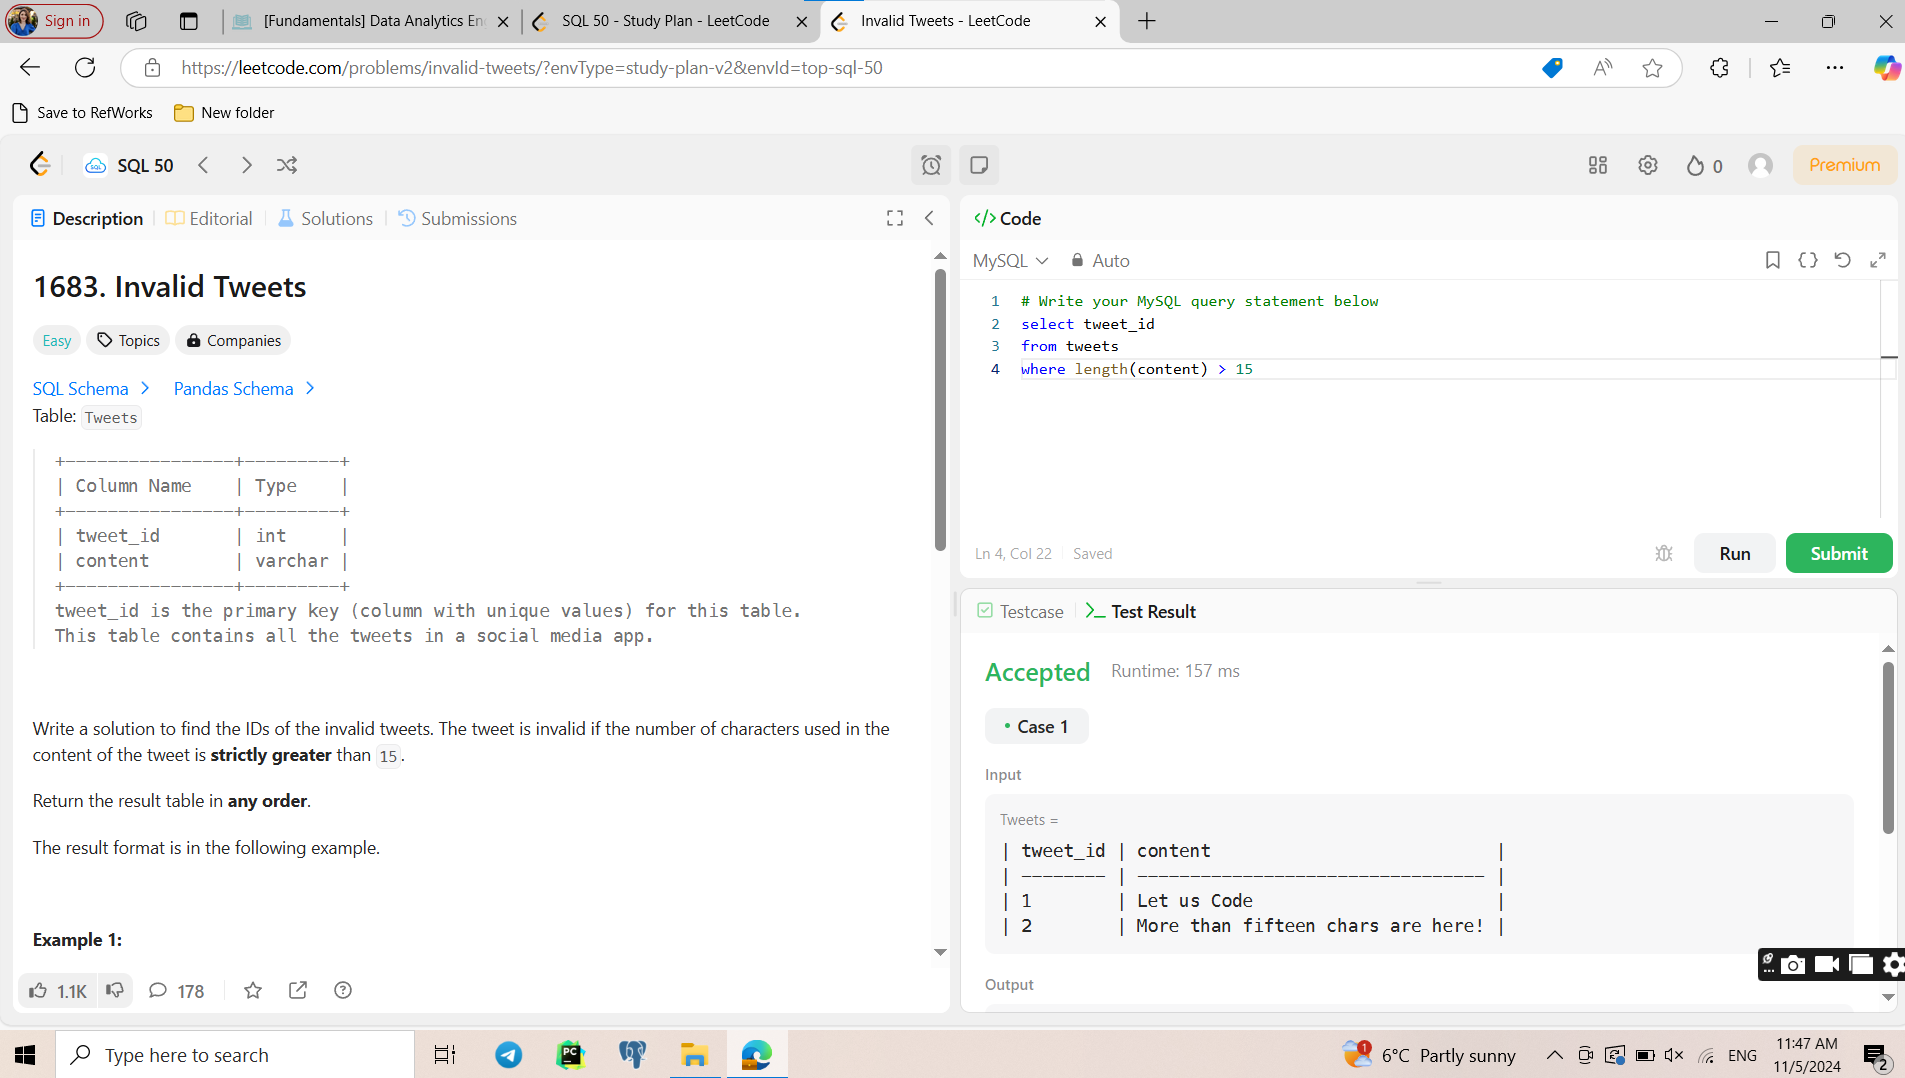 Sign in
[Fundamentals] Data Analytics En
SQL 50 - Study Plan - LeetCode
Invalid Tweets - LeetCode
https://leetcode.com/problems/invalid-tweets/?envType=study-plan-v2&envId=top-sql-50
Save to RefWorks
New folder
SQL 50
0
Premium
Description
Editorial
Solutions
Submissions
1683. Invalid Tweets
Easy
Topics
Companies
SQL Schema
Pandas Schema
Table: Tweets
+----------------+---------+
| Column Name    | Type    |
+----------------+---------+
| tweet_id       | int     |
| content        | varchar |
+----------------+---------+
tweet_id is the primary key (column with unique values) for this table.
This table contains all the tweets in a social media app.
Write a solution to find the IDs of the invalid tweets. The tweet is invalid if the number of characters used in the
content of the tweet is strictly greater than 15.
Return the result table in any order.
The result format is in the following example.
Example 1:
1.1K
178
</> Code
MySQL
Auto
1 # Write your MySQL query statement below
2 select tweet_id
3 from tweets
4 where length(content) > 15
Ln 4, Col 22
Saved
Run
Submit
Testcase
>_ Test Result
Accepted
Runtime: 157 ms
• Case 1
Input
Tweets =
| tweet_id | content                           |
| -------- | --------------------------------- |
| 1        | Let us Code                       |
| 2        | More than fifteen chars are here! |
Output
Type here to search
PC
1
6°C Partly sunny
ENG
11:47 AM
11/5/2024
2